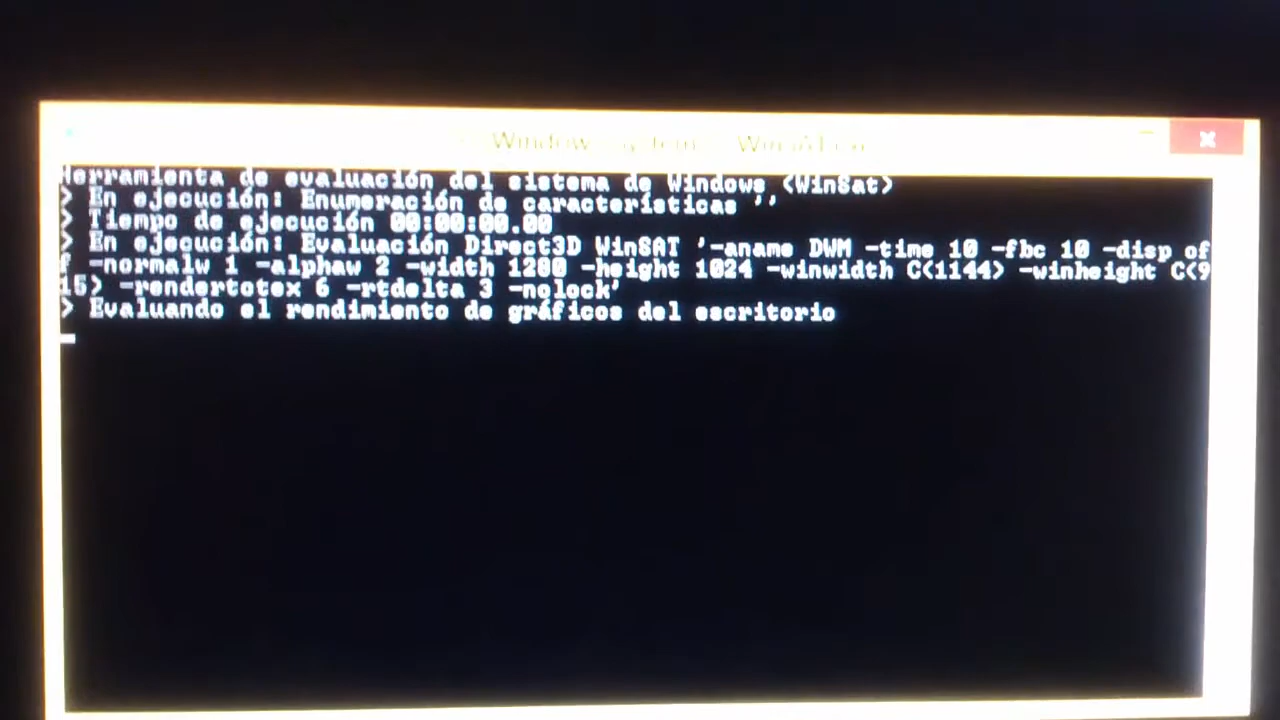 Herramienta de evaluación del sistema de Windows (WinSat)
> En ejecución: Enumeración de características ''
> Tiempo de ejecución 00:00:00.00
> En ejecución: Evaluación Direct3D WinSAT '-aname DWM -time 10 -fbc 10 -disp of
f -normalw 1 -alphaw 2 -width 1280 -height 1024 -winwidth C(1144) -winheight C(9
15) -rendertotex 6 -rtdelta 3 -nolock'
> Evaluando el rendimiento de gráficos del escritorio